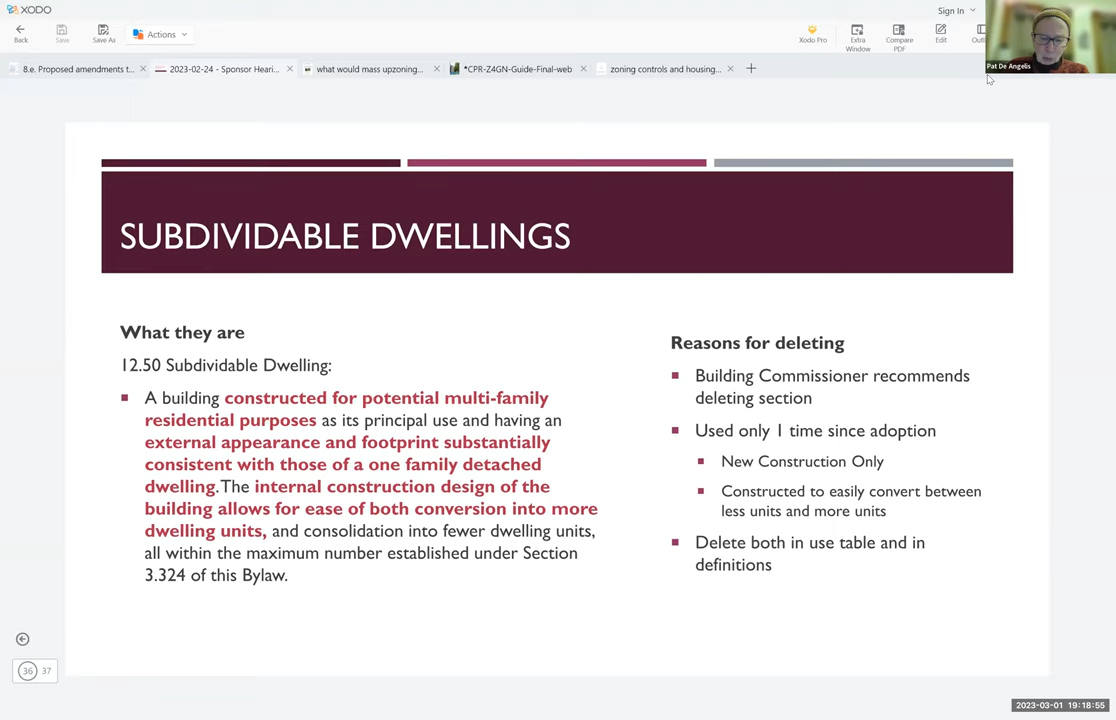 XODO
Sign In
Back
Save
Save As
Actions
Xodo Pro
Extra Window
Compare PDF
Edit
Pat De Angelis
8.e. Proposed amendments t...
2023-02-24 - Sponsor Heari...
what would mass upzoning...
*CPR-Z4GN-Guide-Final-web
zoning controls and housing...
SUBDIVIDABLE DWELLINGS
What they are
12.50 Subdividable Dwelling:
A building constructed for potential multi-family
residential purposes as its principal use and having an
external appearance and footprint substantially
consistent with those of a one family detached
dwelling. The internal construction design of the
building allows for ease of both conversion into more
dwelling units, and consolidation into fewer dwelling units,
all within the maximum number established under Section
3.324 of this Bylaw.
Reasons for deleting
Building Commissioner recommends
deleting section
Used only 1 time since adoption
New Construction Only
Constructed to easily convert between
less units and more units
Delete both in use table and in
definitions
36 37
2023-03-01 19:18:55